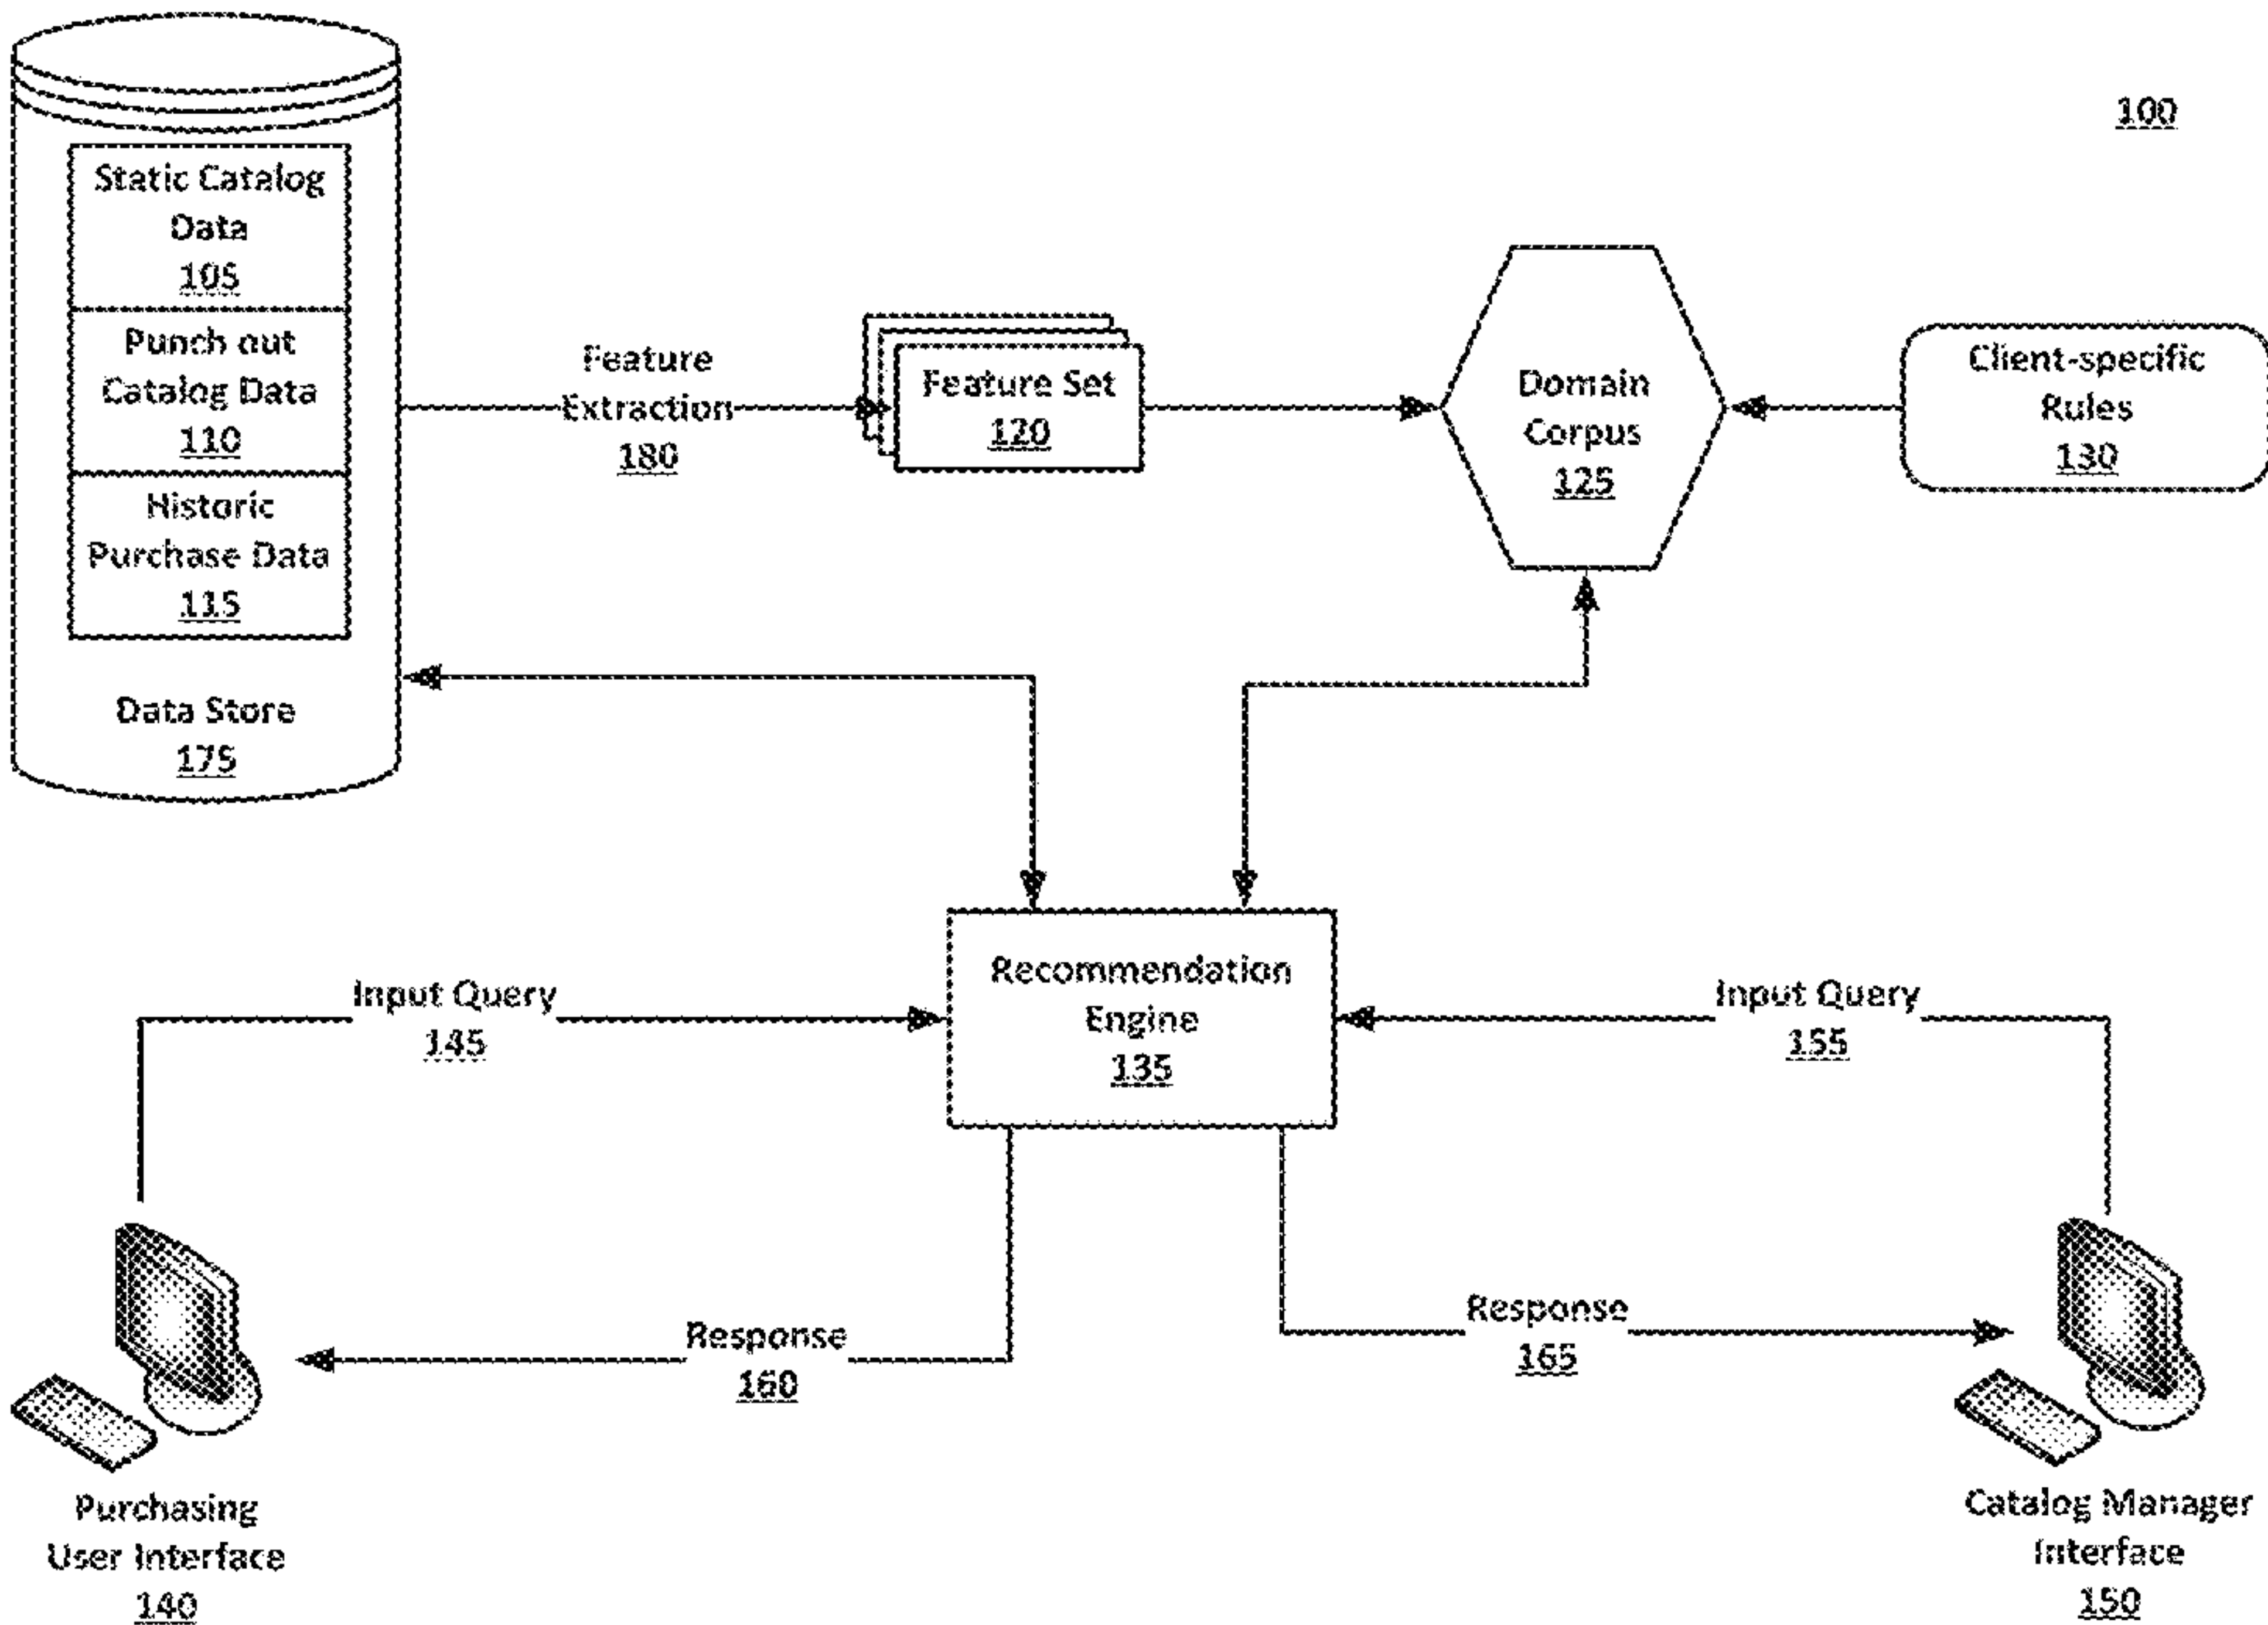 100
Static Catalog
Data
105
Punch out
Catalog Data
110
Historic
Purchase Data
115
Data Store
175
Feature
Extraction
180
Feature Set
120
Domain
Corpus
125
Client-specific
Rules
130
Recommendation
Engine
135
Input Query
145
Input Query
155
Response
160
Response
165
Purchasing
User Interface
140
Catalog Manager
Interface
150